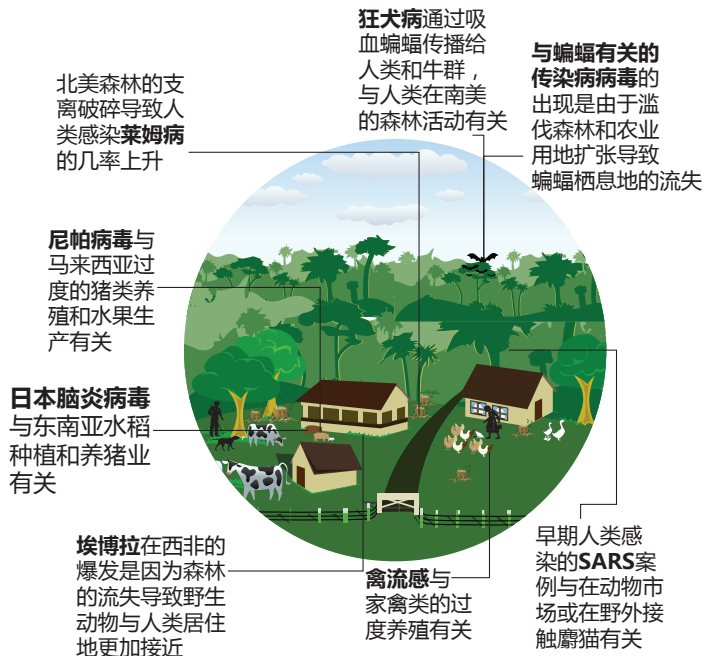 狂犬病通过吸
血蝙蝠传播给
人类和牛群，
与人类在南美
的森林活动有关
与蝙蝠有关的
传染病病毒的
出现是由于滥
伐森林和农业
用地扩张导致
蝙蝠栖息地的流失
北美森林的支
离破碎导致人
类感染莱姆病
的几率上升
尼帕病毒与
马来西亚过
度的猪类养
殖和水果生
产有关
日本脑炎病毒
与东南亚水稻
种植和养猪业
有关
埃博拉在西非的
爆发是因为森林
的流失导致野生
动物与人类居住
地更加接近
禽流感与
家禽类的过
度养殖有关
早期人类感
染的SARS案
例与在动物市
场或在野外接
触麝猫有关